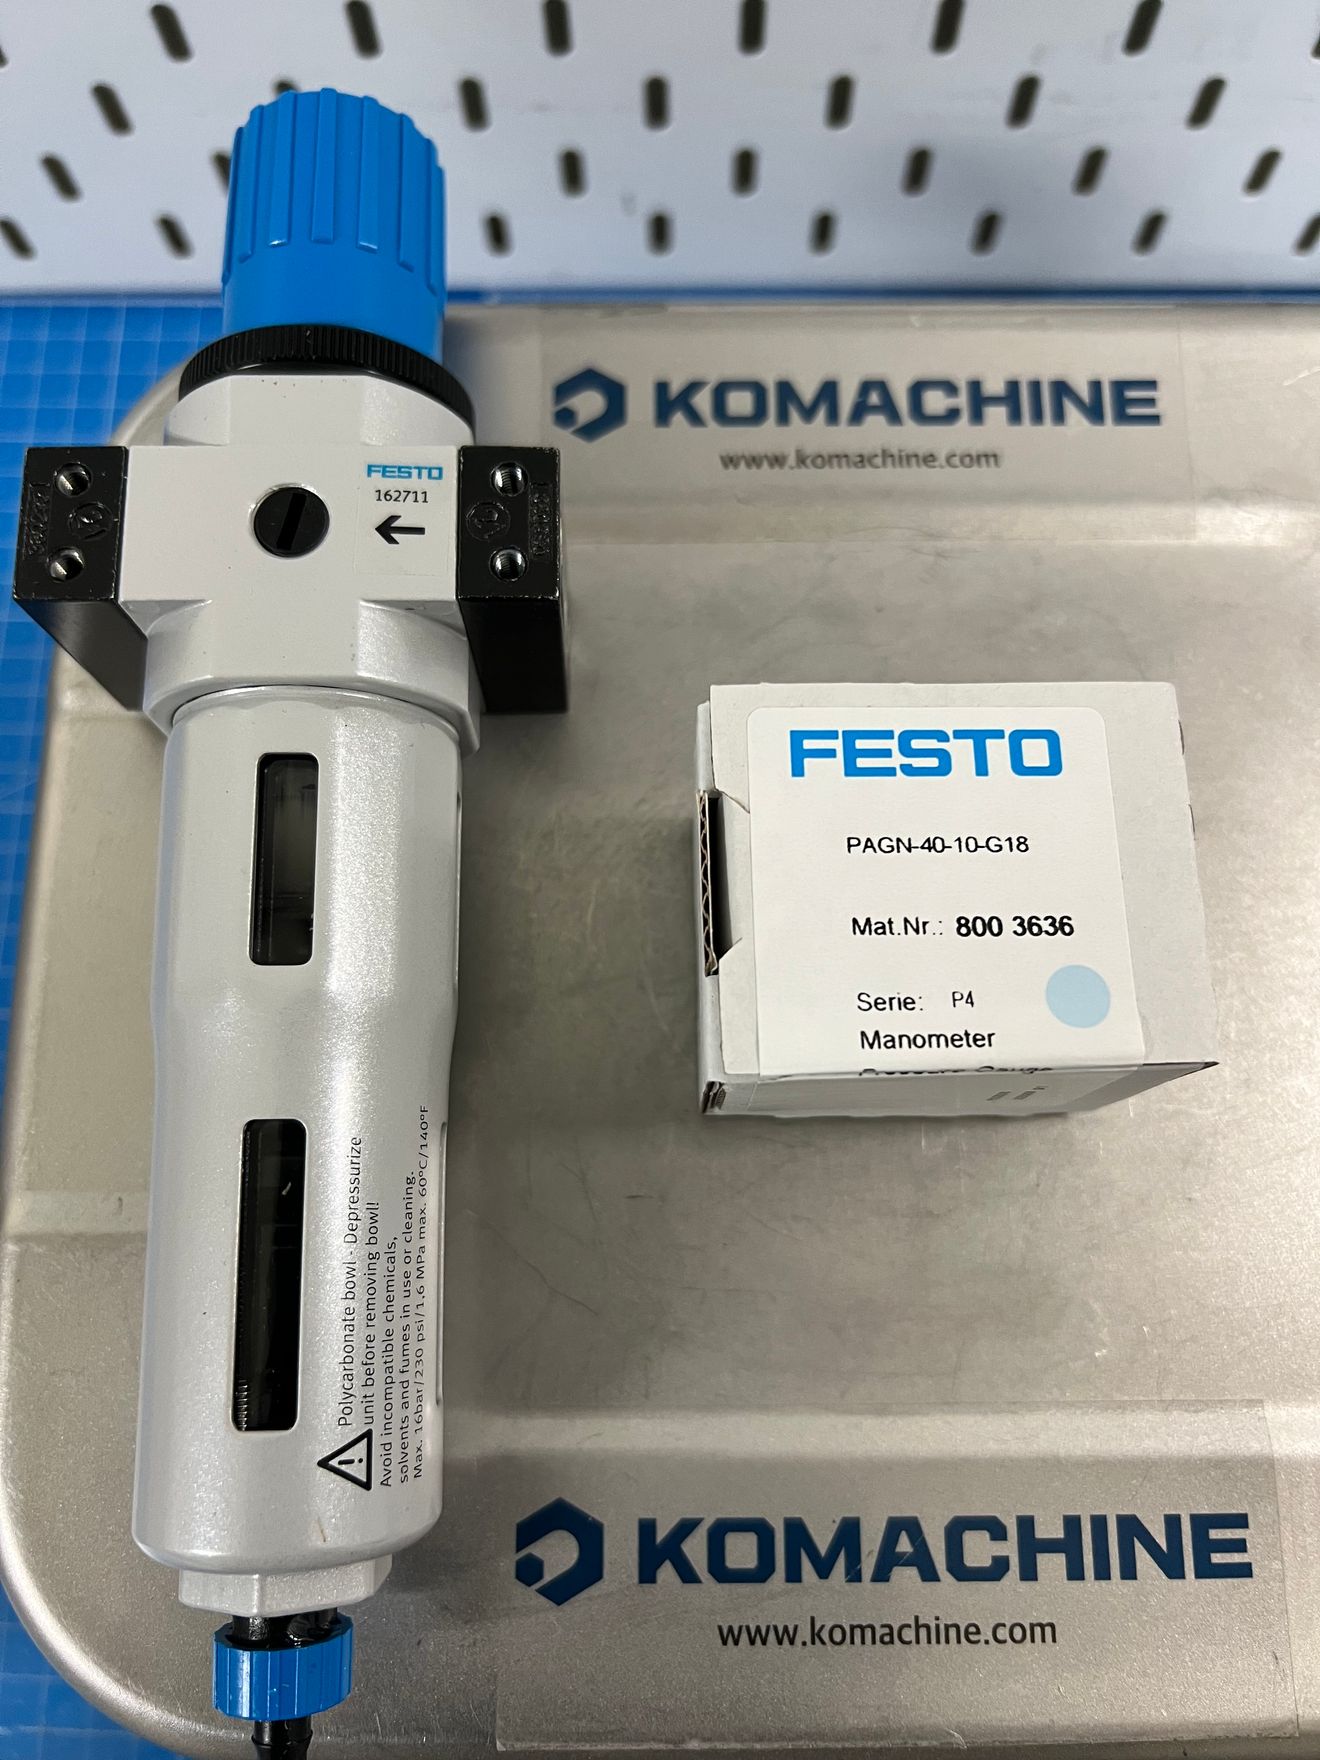 KOMACHINE
www.komachine.com
FESTO
162711
FESTO
PAGN-40-10-G18
Mat.Nr.: 800 3636
Serie: P4
Manometer
Pressure Gauge
Polycarbonate bowl - Depressurize
unit before removing bowl!
Avoid incompatible chemicals,
solvents and fumes in use or cleaning.
Max. 16bar/230 psi/1.6 MPa max. 60°C/140°F
KOMACHINE
www.komachine.com